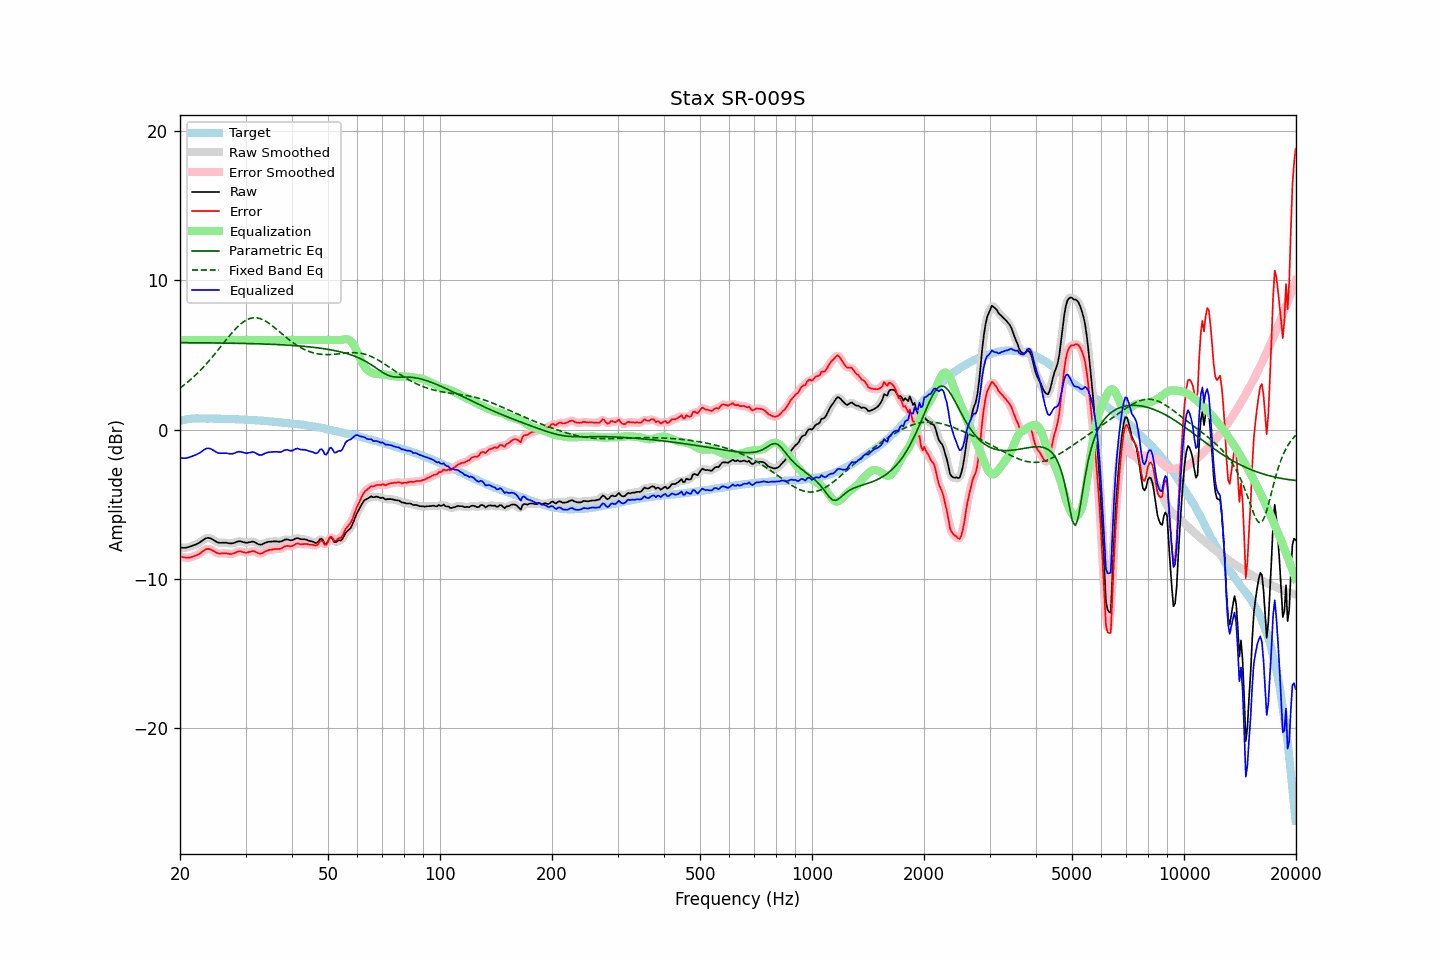 Stax SR-009S
Target
Raw Smoothed
Error Smoothed
Raw
Error
Equalization
Parametric Eq
Fixed Band Eq
Equalized
20
10
0
−10
−20
Amplitude (dBr)
20 50 100 200 500 1000 2000 5000 10000 20000
Frequency (Hz)